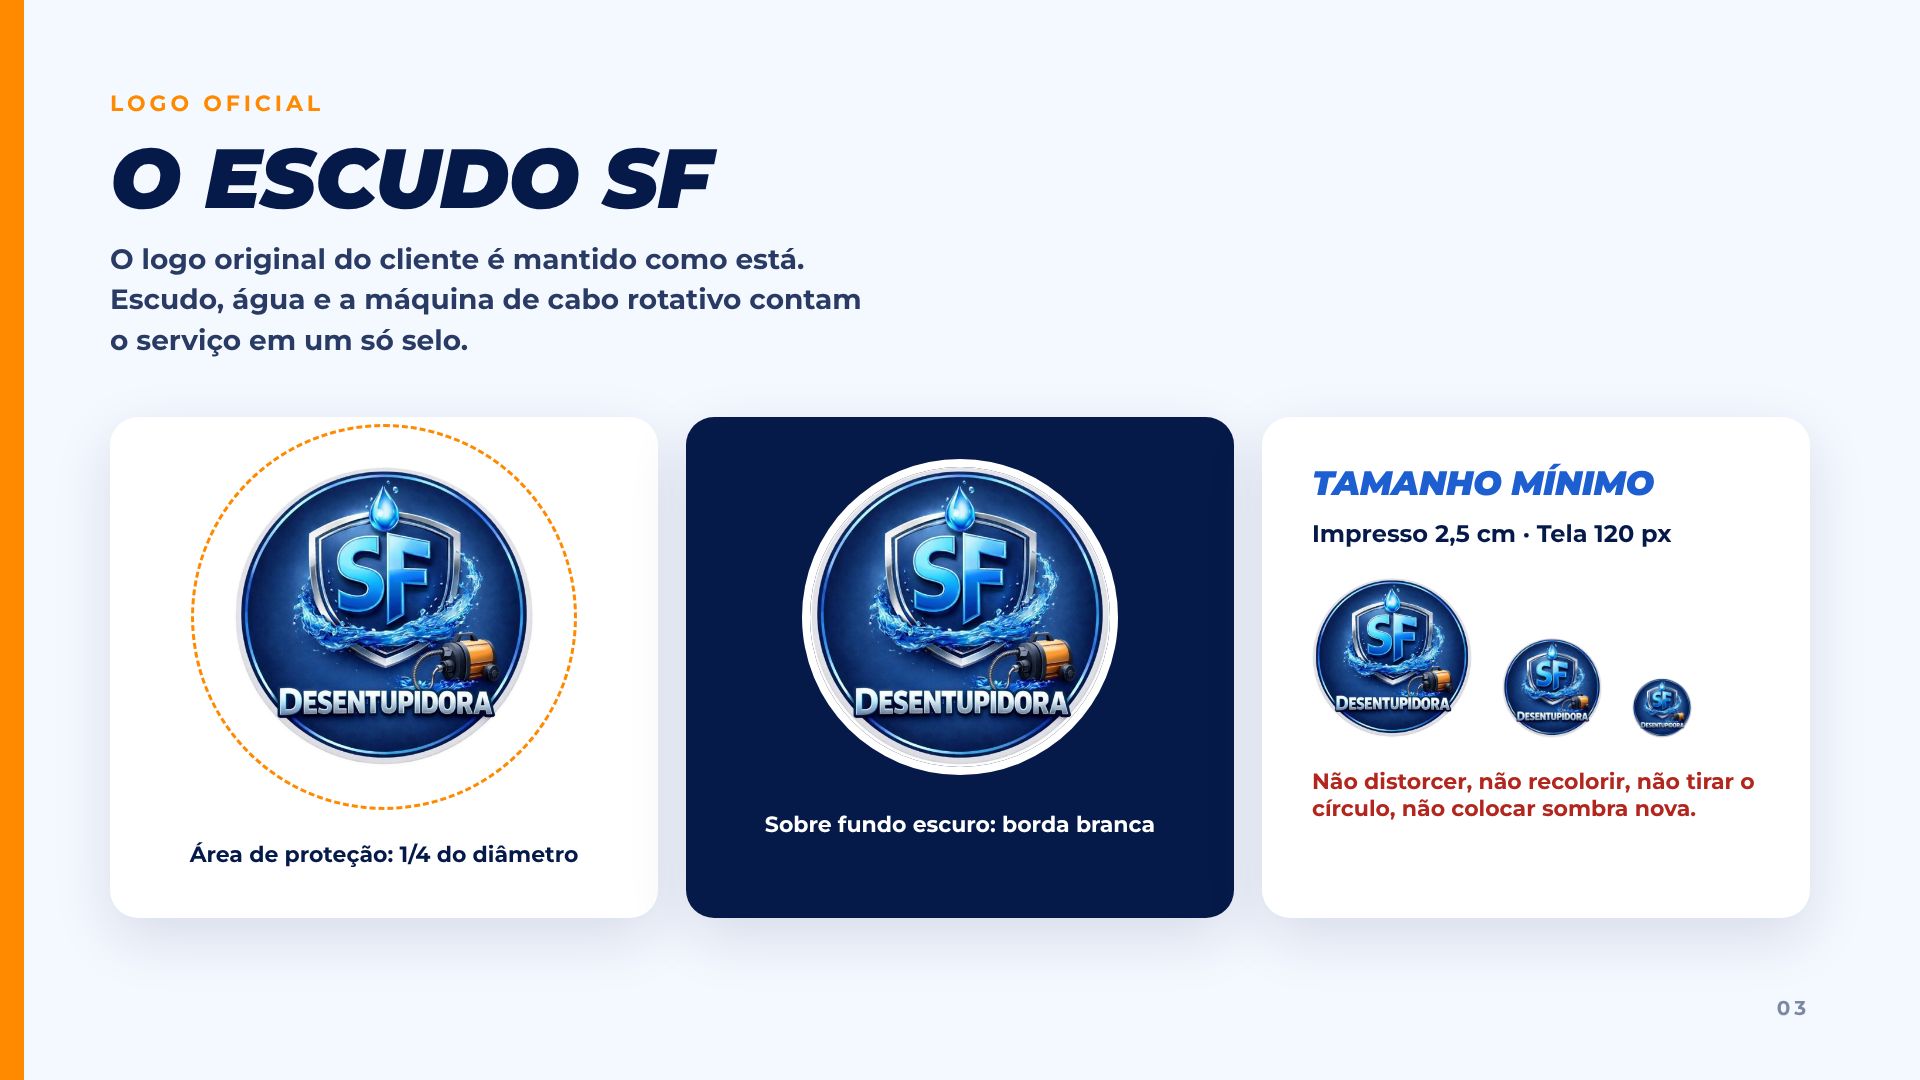 LOGO OFICIAL
O ESCUDO SF
O logo original do cliente é mantido como está.
Escudo, água e a máquina de cabo rotativo contam
o serviço em um só selo.
SF
DESENTUPIDORA
Área de proteção: 1/4 do diâmetro
SF
DESENTUPIDORA
Sobre fundo escuro: borda branca
TAMANHO MÍNIMO
Impresso 2,5 cm · Tela 120 px
SF
DESENTUPIDORA
SF
DESENTUPIDORA
SF
DESENTUPIDORA
Não distorcer, não recolorir, não tirar o
círculo, não colocar sombra nova.
03